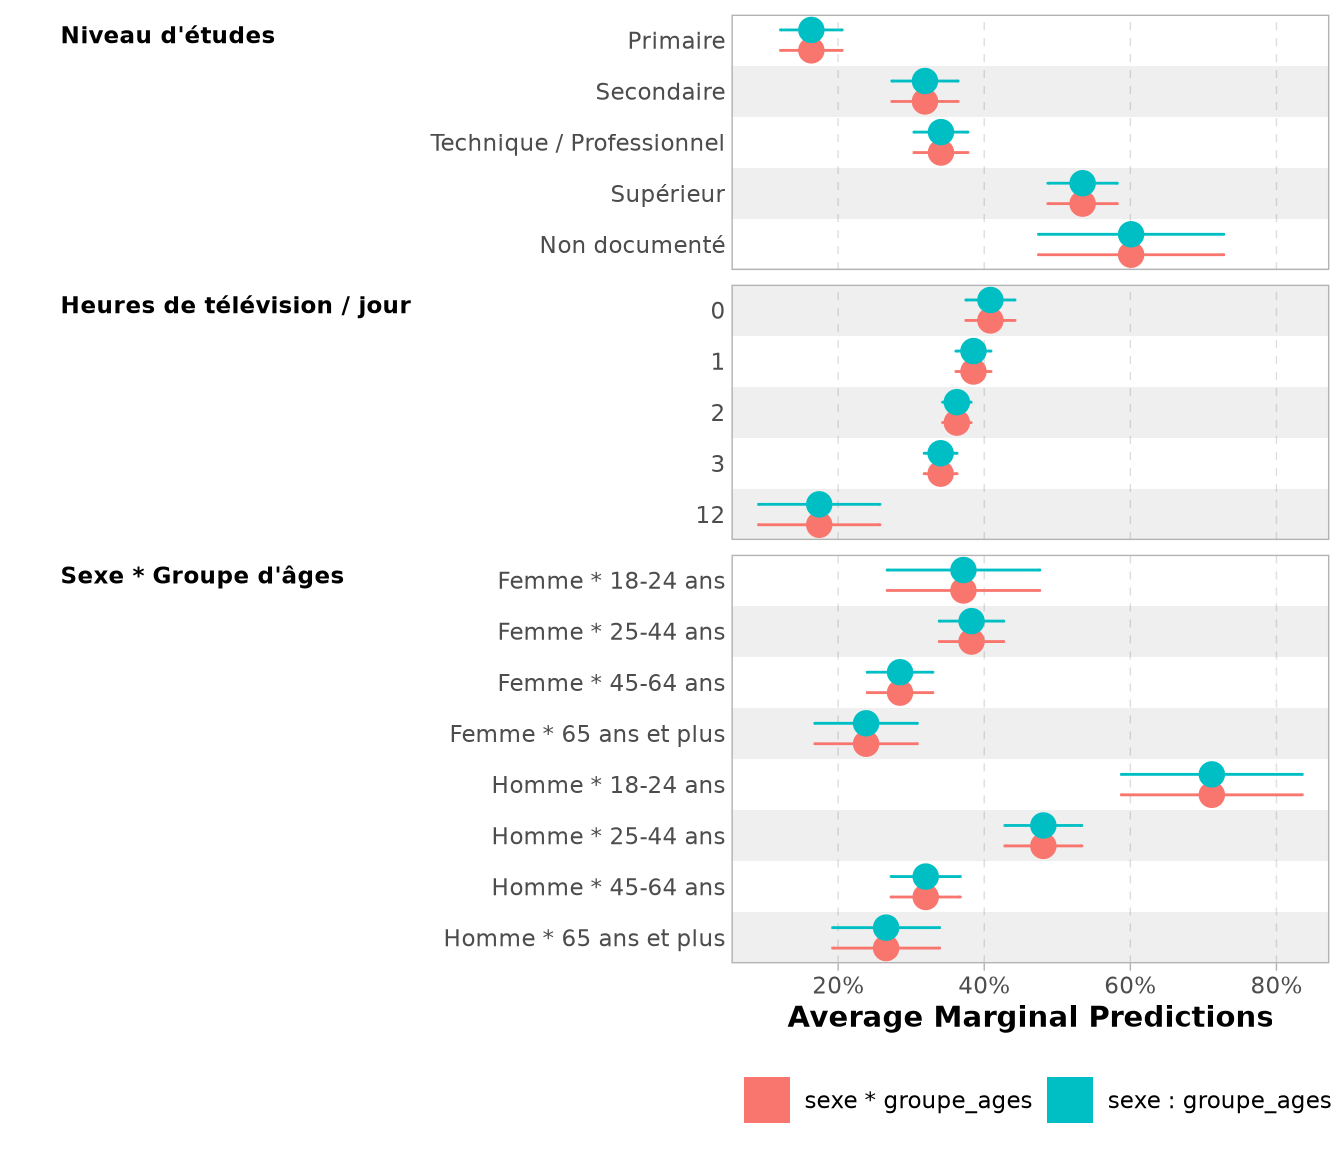 Niveau d'études
Primaire
Secondaire
Technique / Professionnel
Supérieur
Non documenté
Heures de télévision / jour
0
1
2
3
12
Sexe * Groupe d'âges
Femme * 18-24 ans
Femme * 25-44 ans
Femme * 45-64 ans
Femme * 65 ans et plus
Homme * 18-24 ans
Homme * 25-44 ans
Homme * 45-64 ans
Homme * 65 ans et plus
20% 40% 60% 80%
Average Marginal Predictions
sexe * groupe_ages sexe : groupe_ages